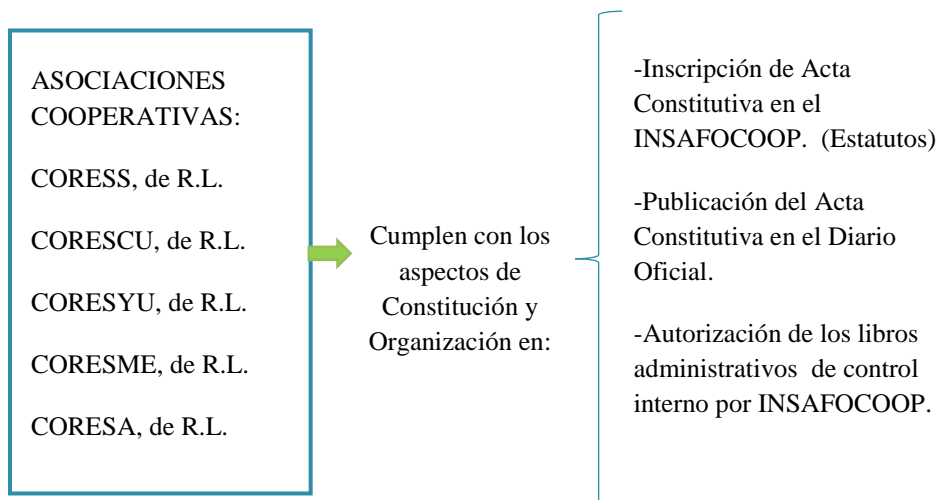 ASOCIACIONES
COOPERATIVAS:
CORESS, de R.L.
CORESCU, de R.L.
CORESYU, de R.L.
CORESME, de R.L.
CORESA, de R.L.
Cumplen con los
aspectos de
Constitución y
Organización en:
-Inscripción de Acta
Constitutiva en el
INSAFOCOOP. (Estatutos)
-Publicación del Acta
Constitutiva en el Diario
Oficial.
-Autorización de los libros
administrativos de control
interno por INSAFOCOOP.